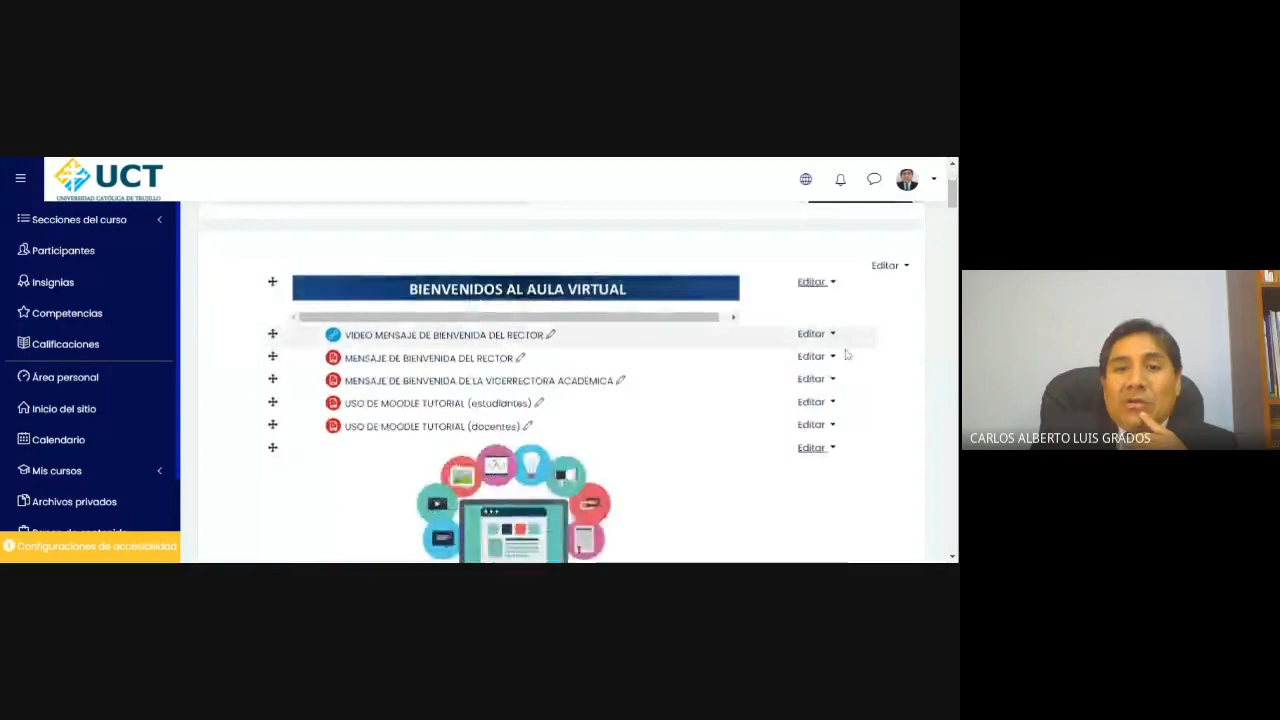 UCT
UNIVERSIDAD CATÓLICA DE TRUJILLO
Secciones del curso
Participantes
Insignias
Competencias
Calificaciones
Área personal
Inicio del sitio
Calendario
Mis cursos
Archivos privados
Configuraciones de accesibilidad
Editar
BIENVENIDOS AL AULA VIRTUAL Editar
VIDEO MENSAJE DE BIENVENIDA DEL RECTOR Editar
MENSAJE DE BIENVENIDA DEL RECTOR Editar
MENSAJE DE BIENVENIDA DE LA VICERRECTORA ACADÉMICA Editar
USO DE MOODLE TUTORIAL (estudiantes) Editar
USO DE MOODLE TUTORIAL (docentes) Editar
Editar
CARLOS ALBERTO LUIS GRADOS